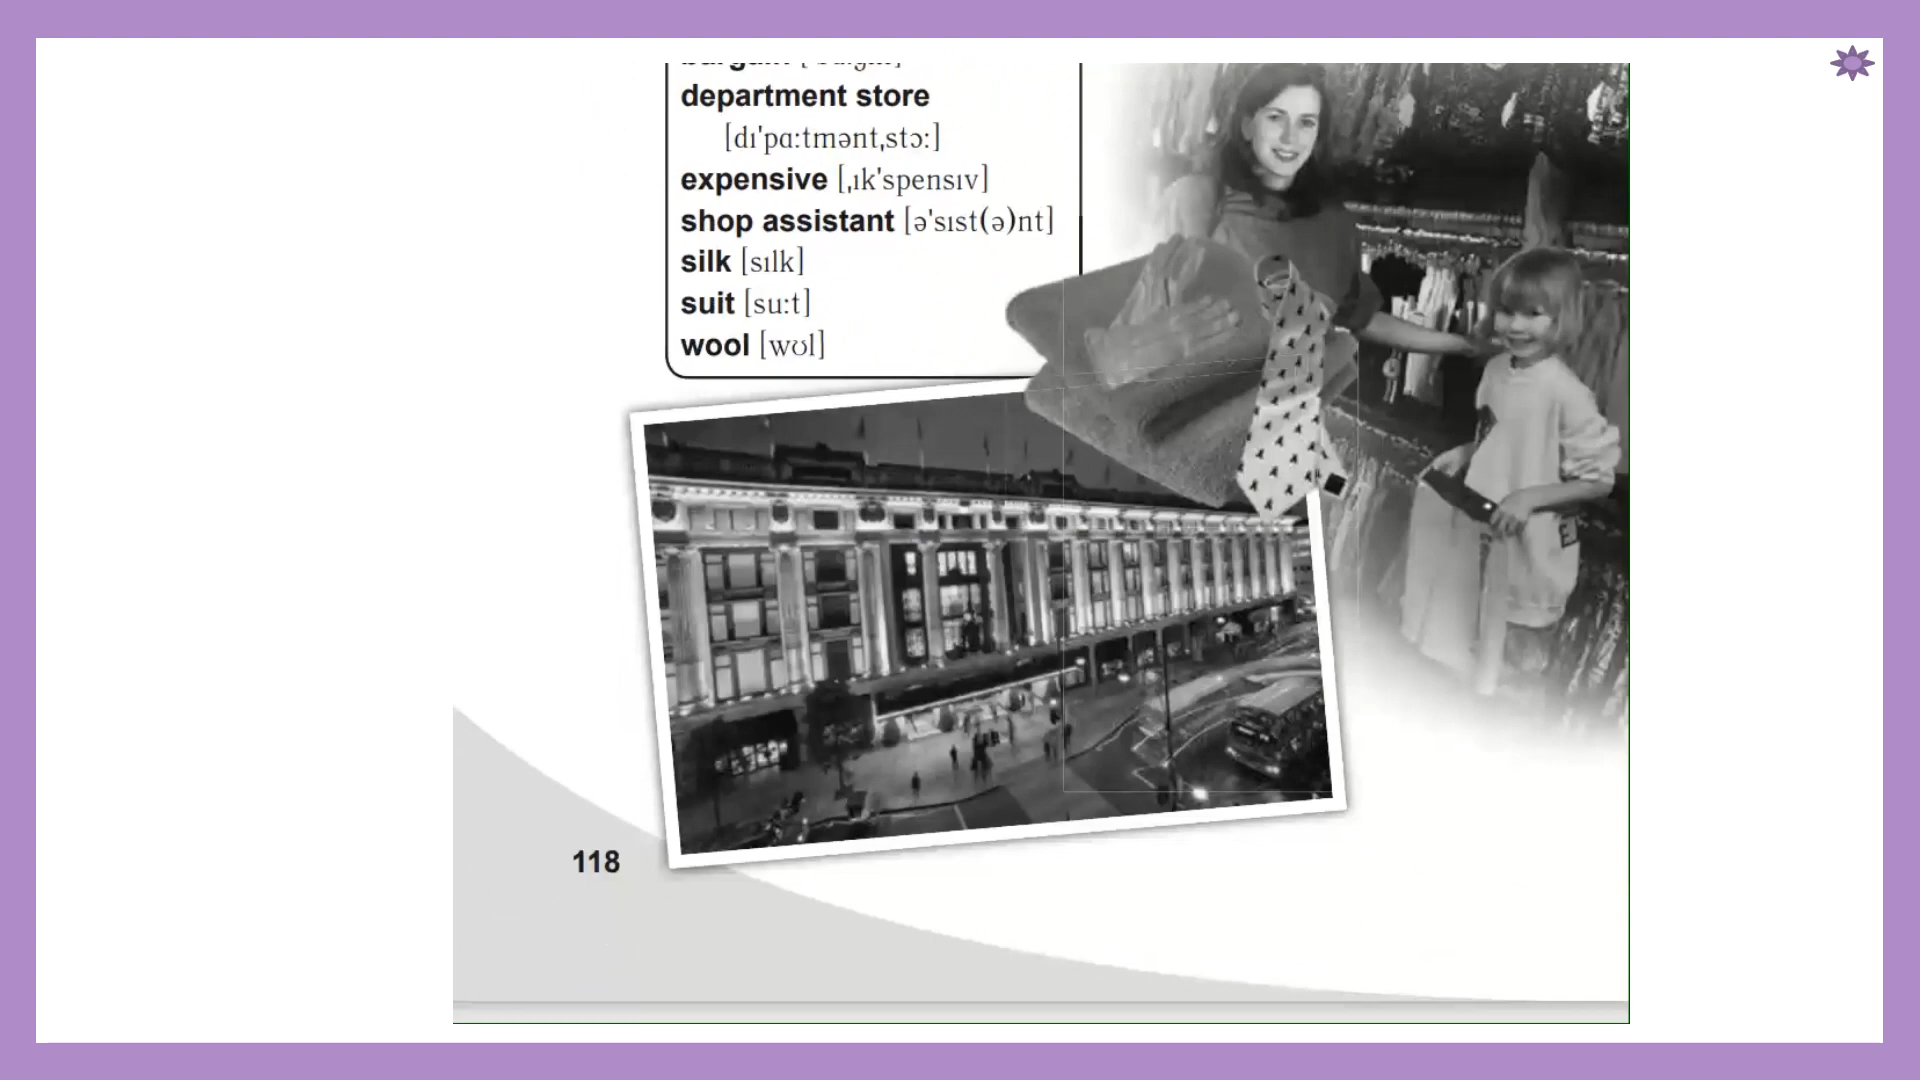 department store
[dɪ'pɑ:tmənt,stɔ:]
expensive [,ɪk'spensɪv]
shop assistant [ə'sɪst(ə)nt]
silk [sɪlk]
suit [su:t]
wool [wʊl]
118